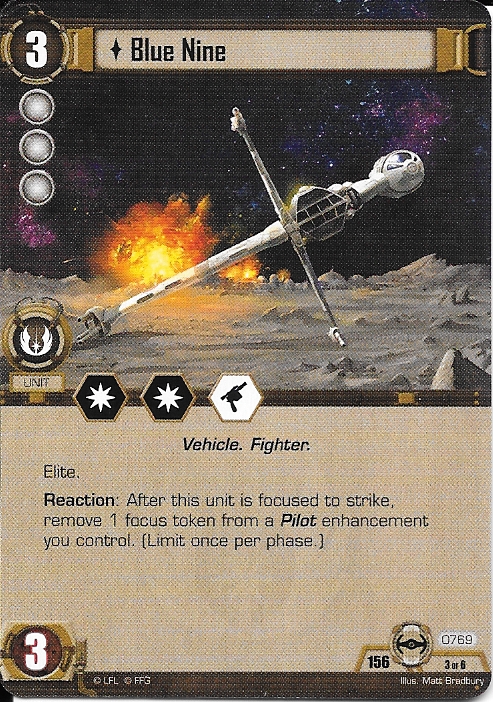 3
Blue Nine
UNIT
Vehicle. Fighter.
Elite.
Reaction: After this unit is focused to strike,
remove 1 focus token from a Pilot enhancement
you control. (Limit once per phase.)
3
0769
156
3 of 6
© LFL © FFG
Illus. Matt Bradbury